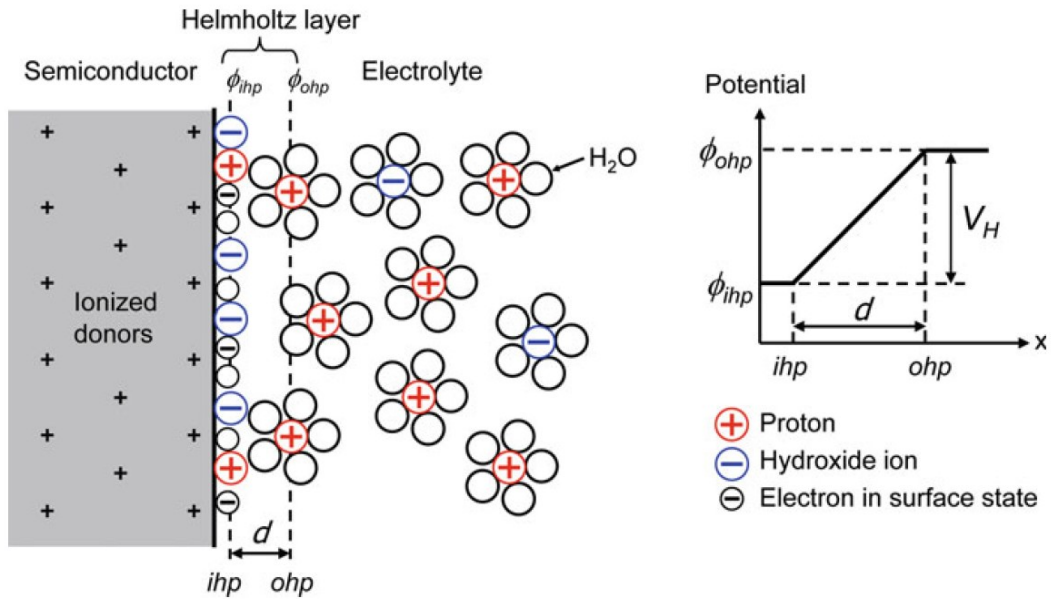 Helmholtz layer
Semiconductor
ϕihp
ϕohp
Electrolyte
H2O
Ionized
donors
d
ihp
ohp
Potential
ϕohp
VH
ϕihp
d
x
ihp
ohp
Proton
Hydroxide ion
Electron in surface state